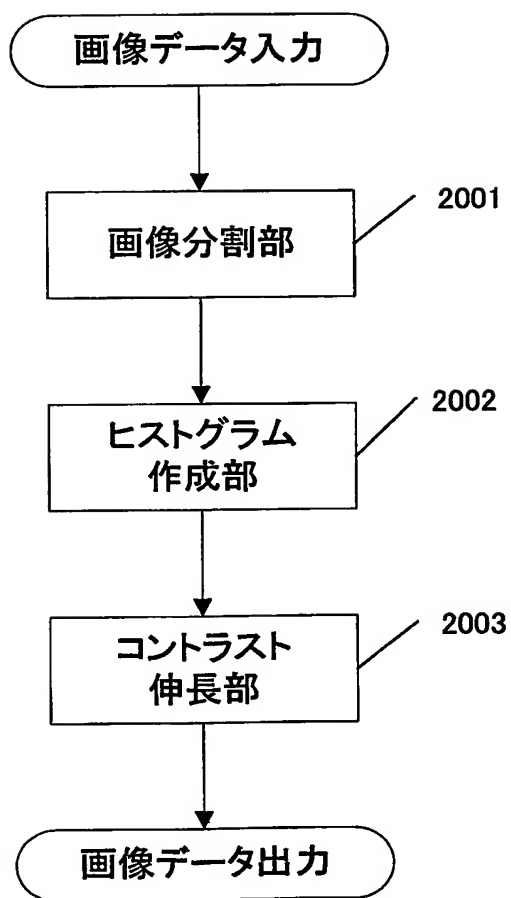 画像データ入力
画像分割部
2001
ヒストグラム
作成部
2002
コントラスト
伸長部
2003
画像データ出力